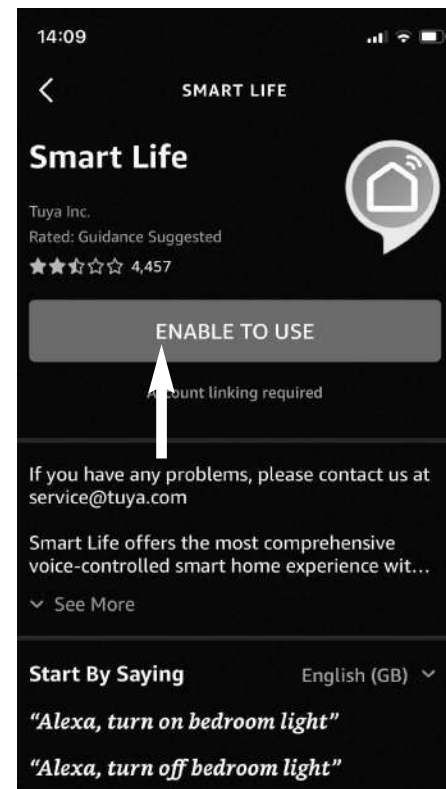 14:09
SMART LIFE
Smart Life
Tuya Inc.
Rated: Guidance Suggested
4,457
ENABLE TO USE
Account linking required
If you have any problems, please contact us at
service@tuya.com
Smart Life offers the most comprehensive
voice-controlled smart home experience wit...
See More
Start By Saying English (GB)
“Alexa, turn on bedroom light”
“Alexa, turn off bedroom light”